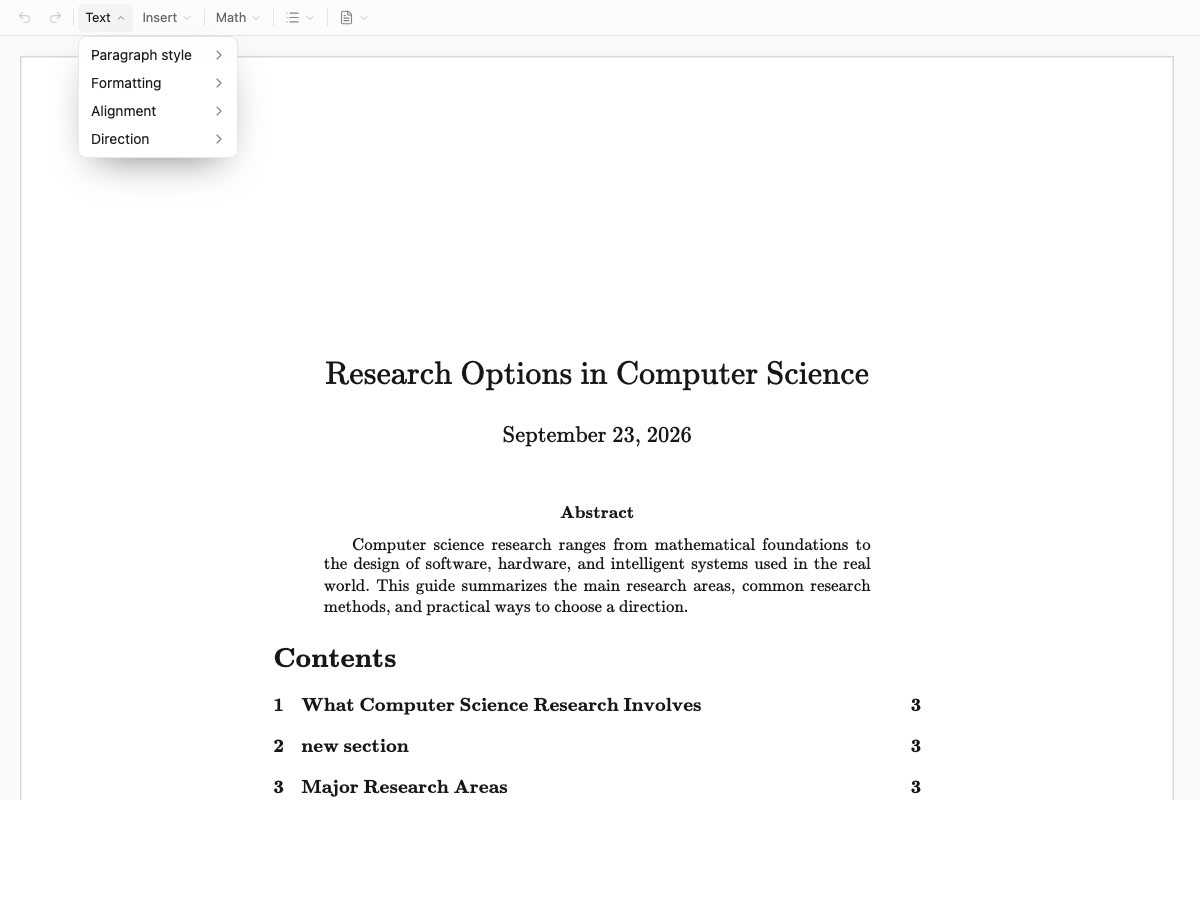 Text Insert Math
Paragraph style
Formatting
Alignment
Direction
Research Options in Computer Science
September 23, 2026
Abstract
Computer science research ranges from mathematical foundations to
the design of software, hardware, and intelligent systems used in the real
world. This guide summarizes the main research areas, common research
methods, and practical ways to choose a direction.
Contents
1 What Computer Science Research Involves 3
2 new section 3
3 Major Research Areas 3